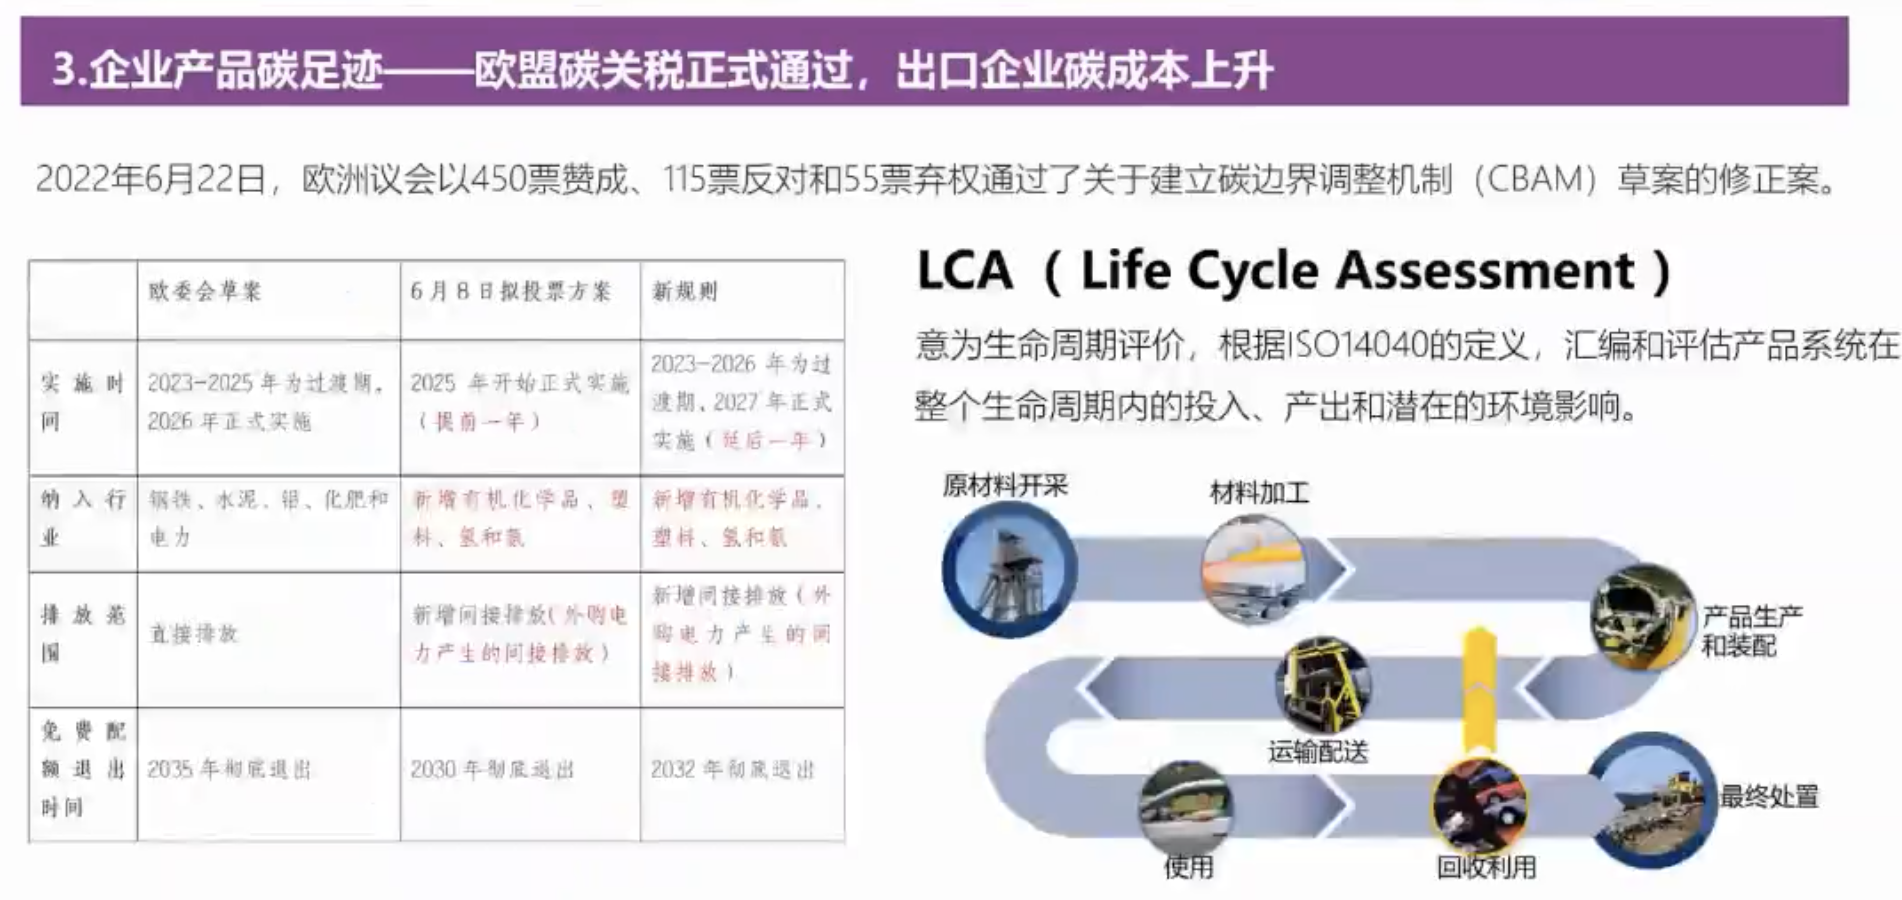 3.企业产品碳足迹——欧盟碳关税正式通过，出口企业碳成本上升
2022年6月22日，欧洲议会以450票赞成、115票反对和55票弃权通过了关于建立碳边界调整机制（CBAM）草案的修正案。
欧委会草案
6月8日拟投票方案
新规则
实施时
间
2023-2025年为过渡期，
2026年正式实施
2025 年开始正式实施
（提前一年）
2023-2026 年为过
渡期，2027年正式
实施（延后一年）
纳入行
业
钢铁、水泥、铝、化肥和
电力
新增有机化学品、塑
料、氢和氨
新增有机化学品、
塑料、氢和氨
排放范
围
直接排放
新增间接排放（外购电
力产生的间接排放）
新增间接排放（外
购电力产生的间
接排放）
免费配
额退出
时间
2035年彻底退出
2030年彻底退出
2032年彻底退出
LCA（Life Cycle Assessment）
意为生命周期评价，根据ISO14040的定义，汇编和评估产品系统在
整个生命周期内的投入、产出和潜在的环境影响。
原材料开采
材料加工
产品生产
和装配
运输配送
使用
回收利用
最终处置